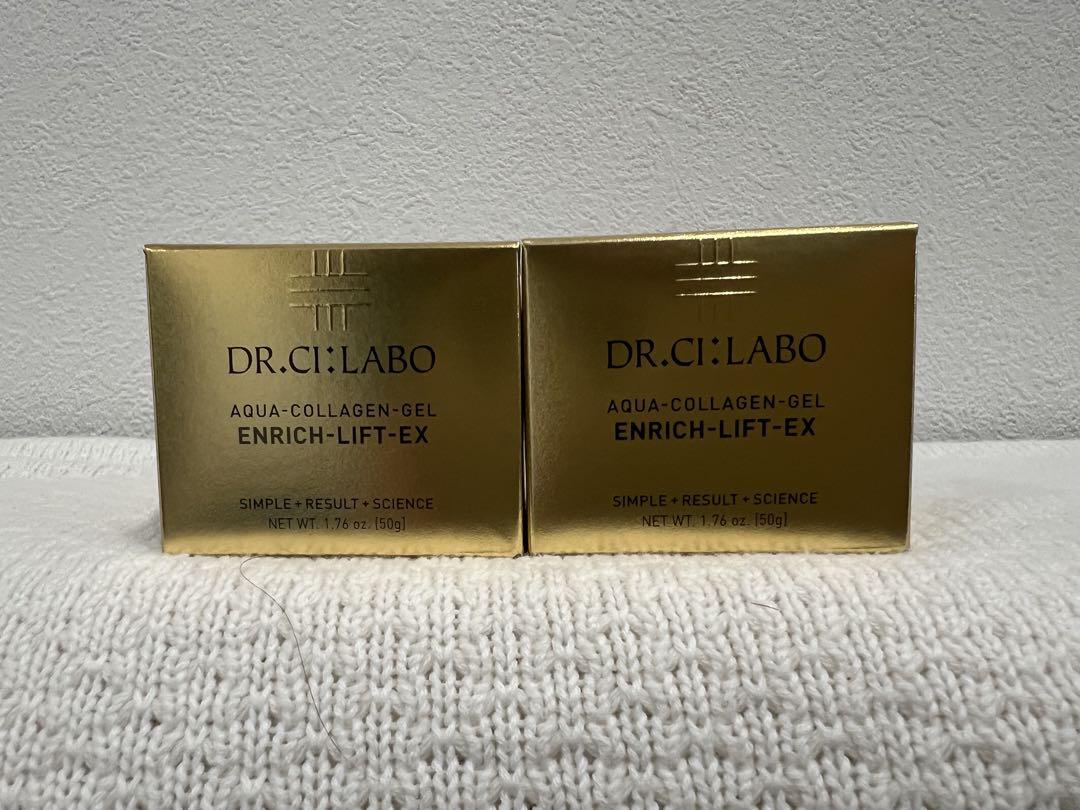 DR.CI:LABO
AQUA-COLLAGEN-GEL
ENRICH-LIFT-EX
SIMPLE+RESULT+SCIENCE
NET WT. 1.76 oz. [50g]
DR.CI:LABO
AQUA-COLLAGEN-GEL
ENRICH-LIFT-EX
SIMPLE+RESULT+SCIENCE
NET WT. 1.76 oz. [50g]